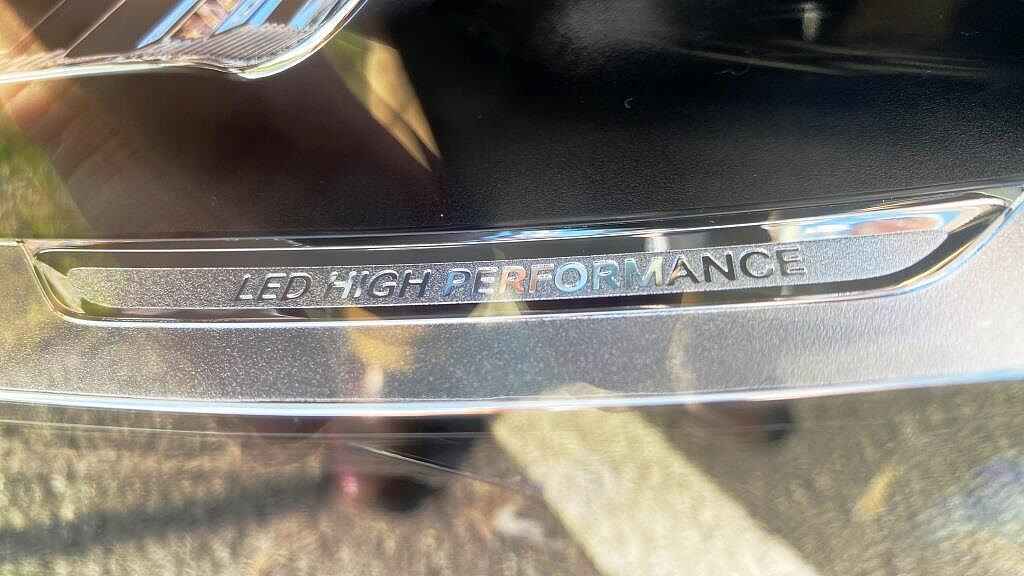 LED HIGH PERFORMANCE